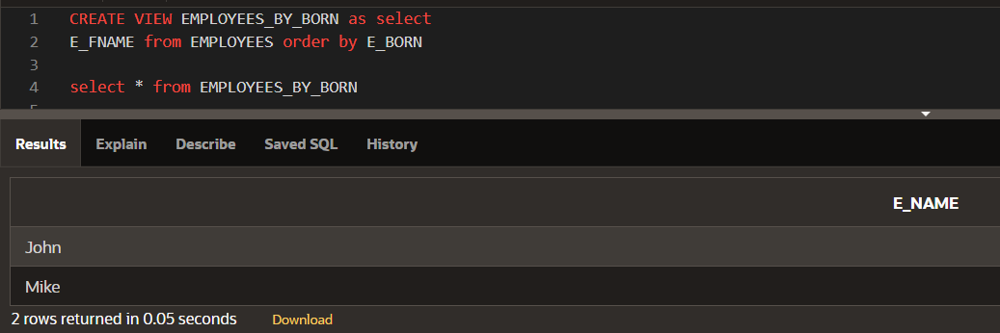 1 CREATE VIEW EMPLOYEES_BY_BORN as select
2 E_FNAME from EMPLOYEES order by E_BORN
3
4 select * from EMPLOYEES_BY_BORN
Results Explain Describe Saved SQL History
E_NAME
John
Mike
2 rows returned in 0.05 seconds Download